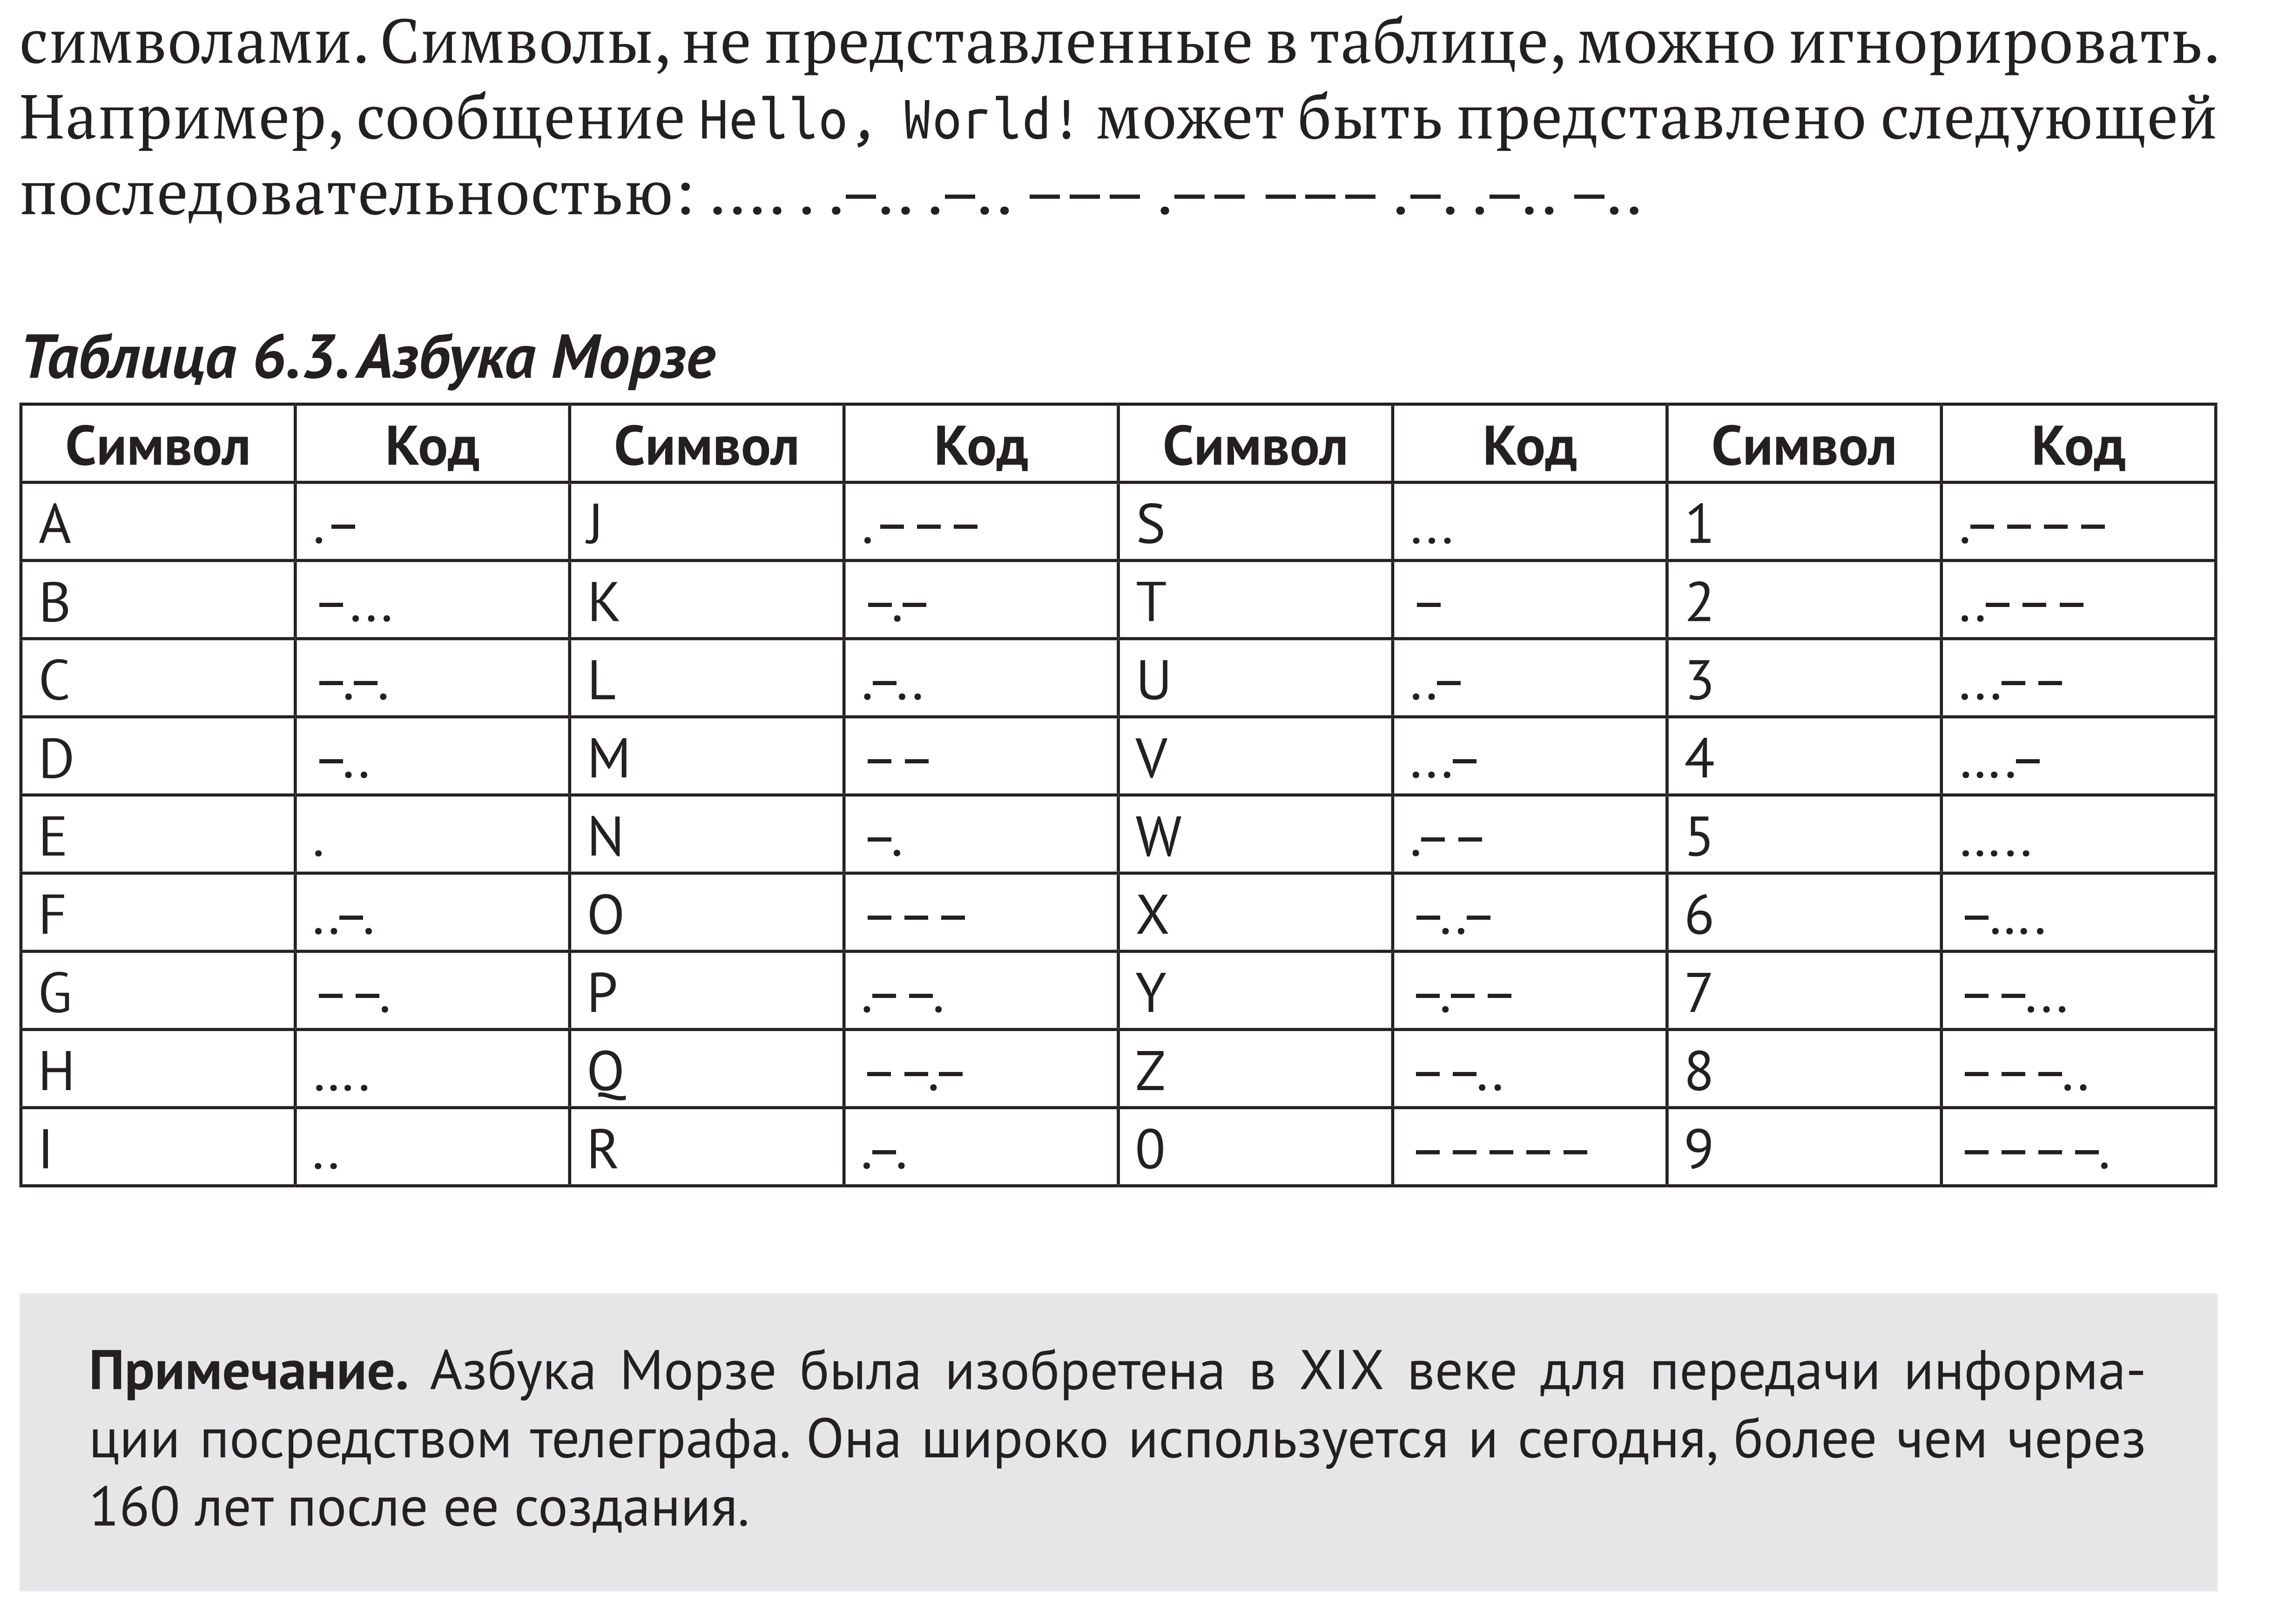 символами. Символы, не представленные в таблице, можно игнорировать.
Например, сообщение Hello, World! может быть представлено следующей
последовательностью: .... . .–.. .–.. – – – .– – – – – .–. .–.. –..
Таблица 6.3. Азбука Морзе
Символ Код Символ Код Символ Код Символ Код
A .– J .– – – S ... 1 .– – – –
B –... K –.– T – 2 ..– – –
C –.–. L .–.. U ..– 3 ...– –
D –.. M – – V ...– 4 ....–
E . N –. W .– – 5 .....
F ..–. O – – – X –..– 6 –....
G – –. P .– –. Y –.– – 7 – –...
H .... Q – –.– Z – –.. 8 – – –..
I .. R .–. 0 – – – – – 9 – – – –.
Примечание. Азбука Морзе была изобретена в XIX веке для передачи информа-
ции посредством телеграфа. Она широко используется и сегодня, более чем через
160 лет после ее создания.